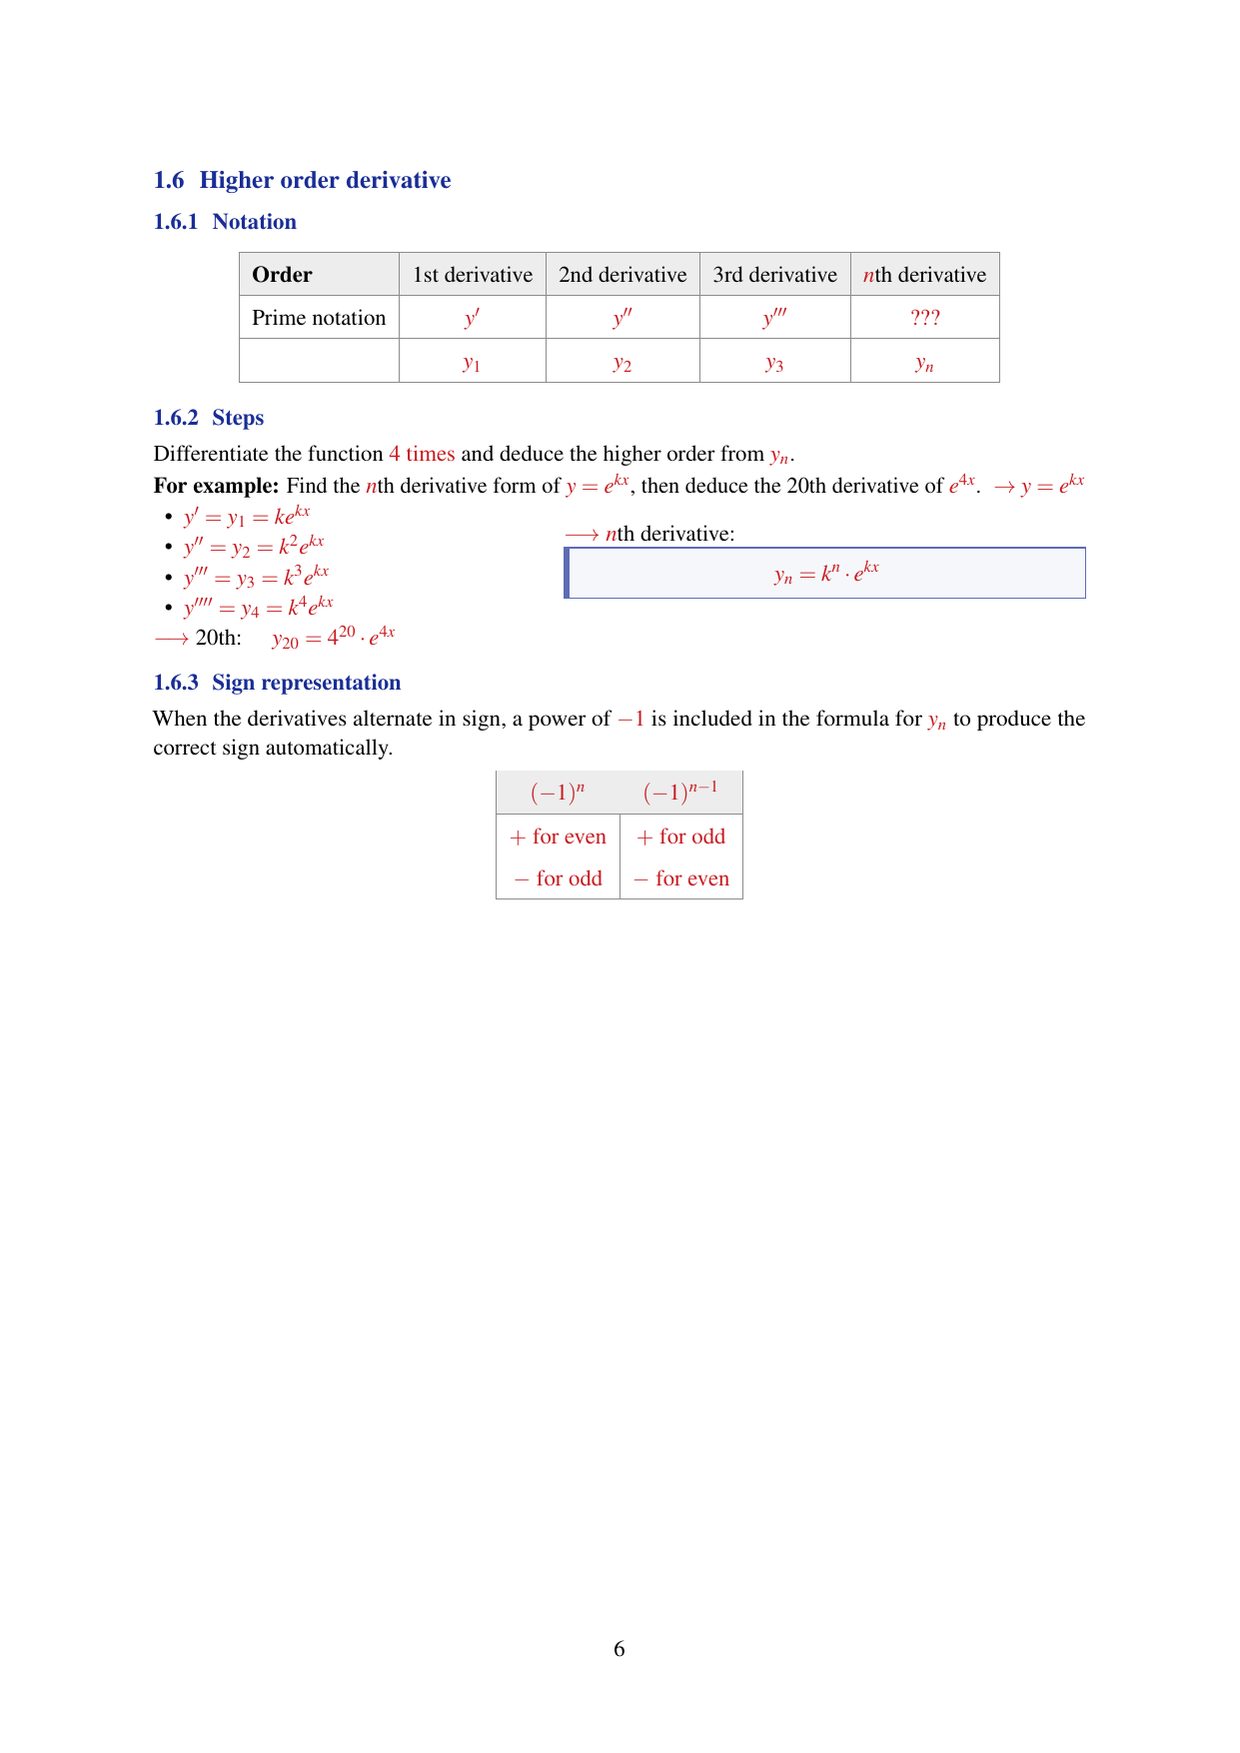 1.6 Higher order derivative
1.6.1 Notation
Order 1st derivative 2nd derivative 3rd derivative nth derivative
Prime notation y′ y″ y‴ ???
y₁ y₂ y₃ yₙ
1.6.2 Steps
Differentiate the function 4 times and deduce the higher order from yₙ.
For example: Find the nth derivative form of y = e^{kx}, then deduce the 20th derivative of e^{4x}. → y = e^{kx}
• y′ = y₁ = ke^{kx}
• y″ = y₂ = k²e^{kx}
• y‴ = y₃ = k³e^{kx}
• y⁗ = y₄ = k⁴e^{kx}
⟶ 20th: y₂₀ = 4²⁰ · e^{4x}
⟶ nth derivative:
yₙ = kⁿ · e^{kx}
1.6.3 Sign representation
When the derivatives alternate in sign, a power of −1 is included in the formula for yₙ to produce the
correct sign automatically.
(−1)ⁿ (−1)ⁿ⁻¹
+ for even + for odd
− for odd − for even
6